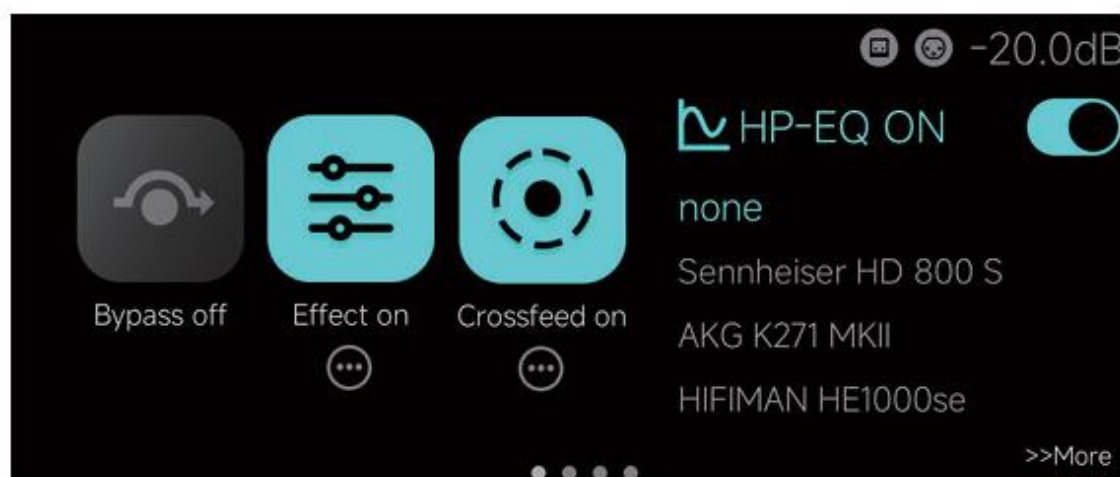 -20.0dB
HP-EQ ON
none
Sennheiser HD 800 S
AKG K271 MKII
HIFIMAN HE1000se
>>More
Bypass off
Effect on
Crossfeed on